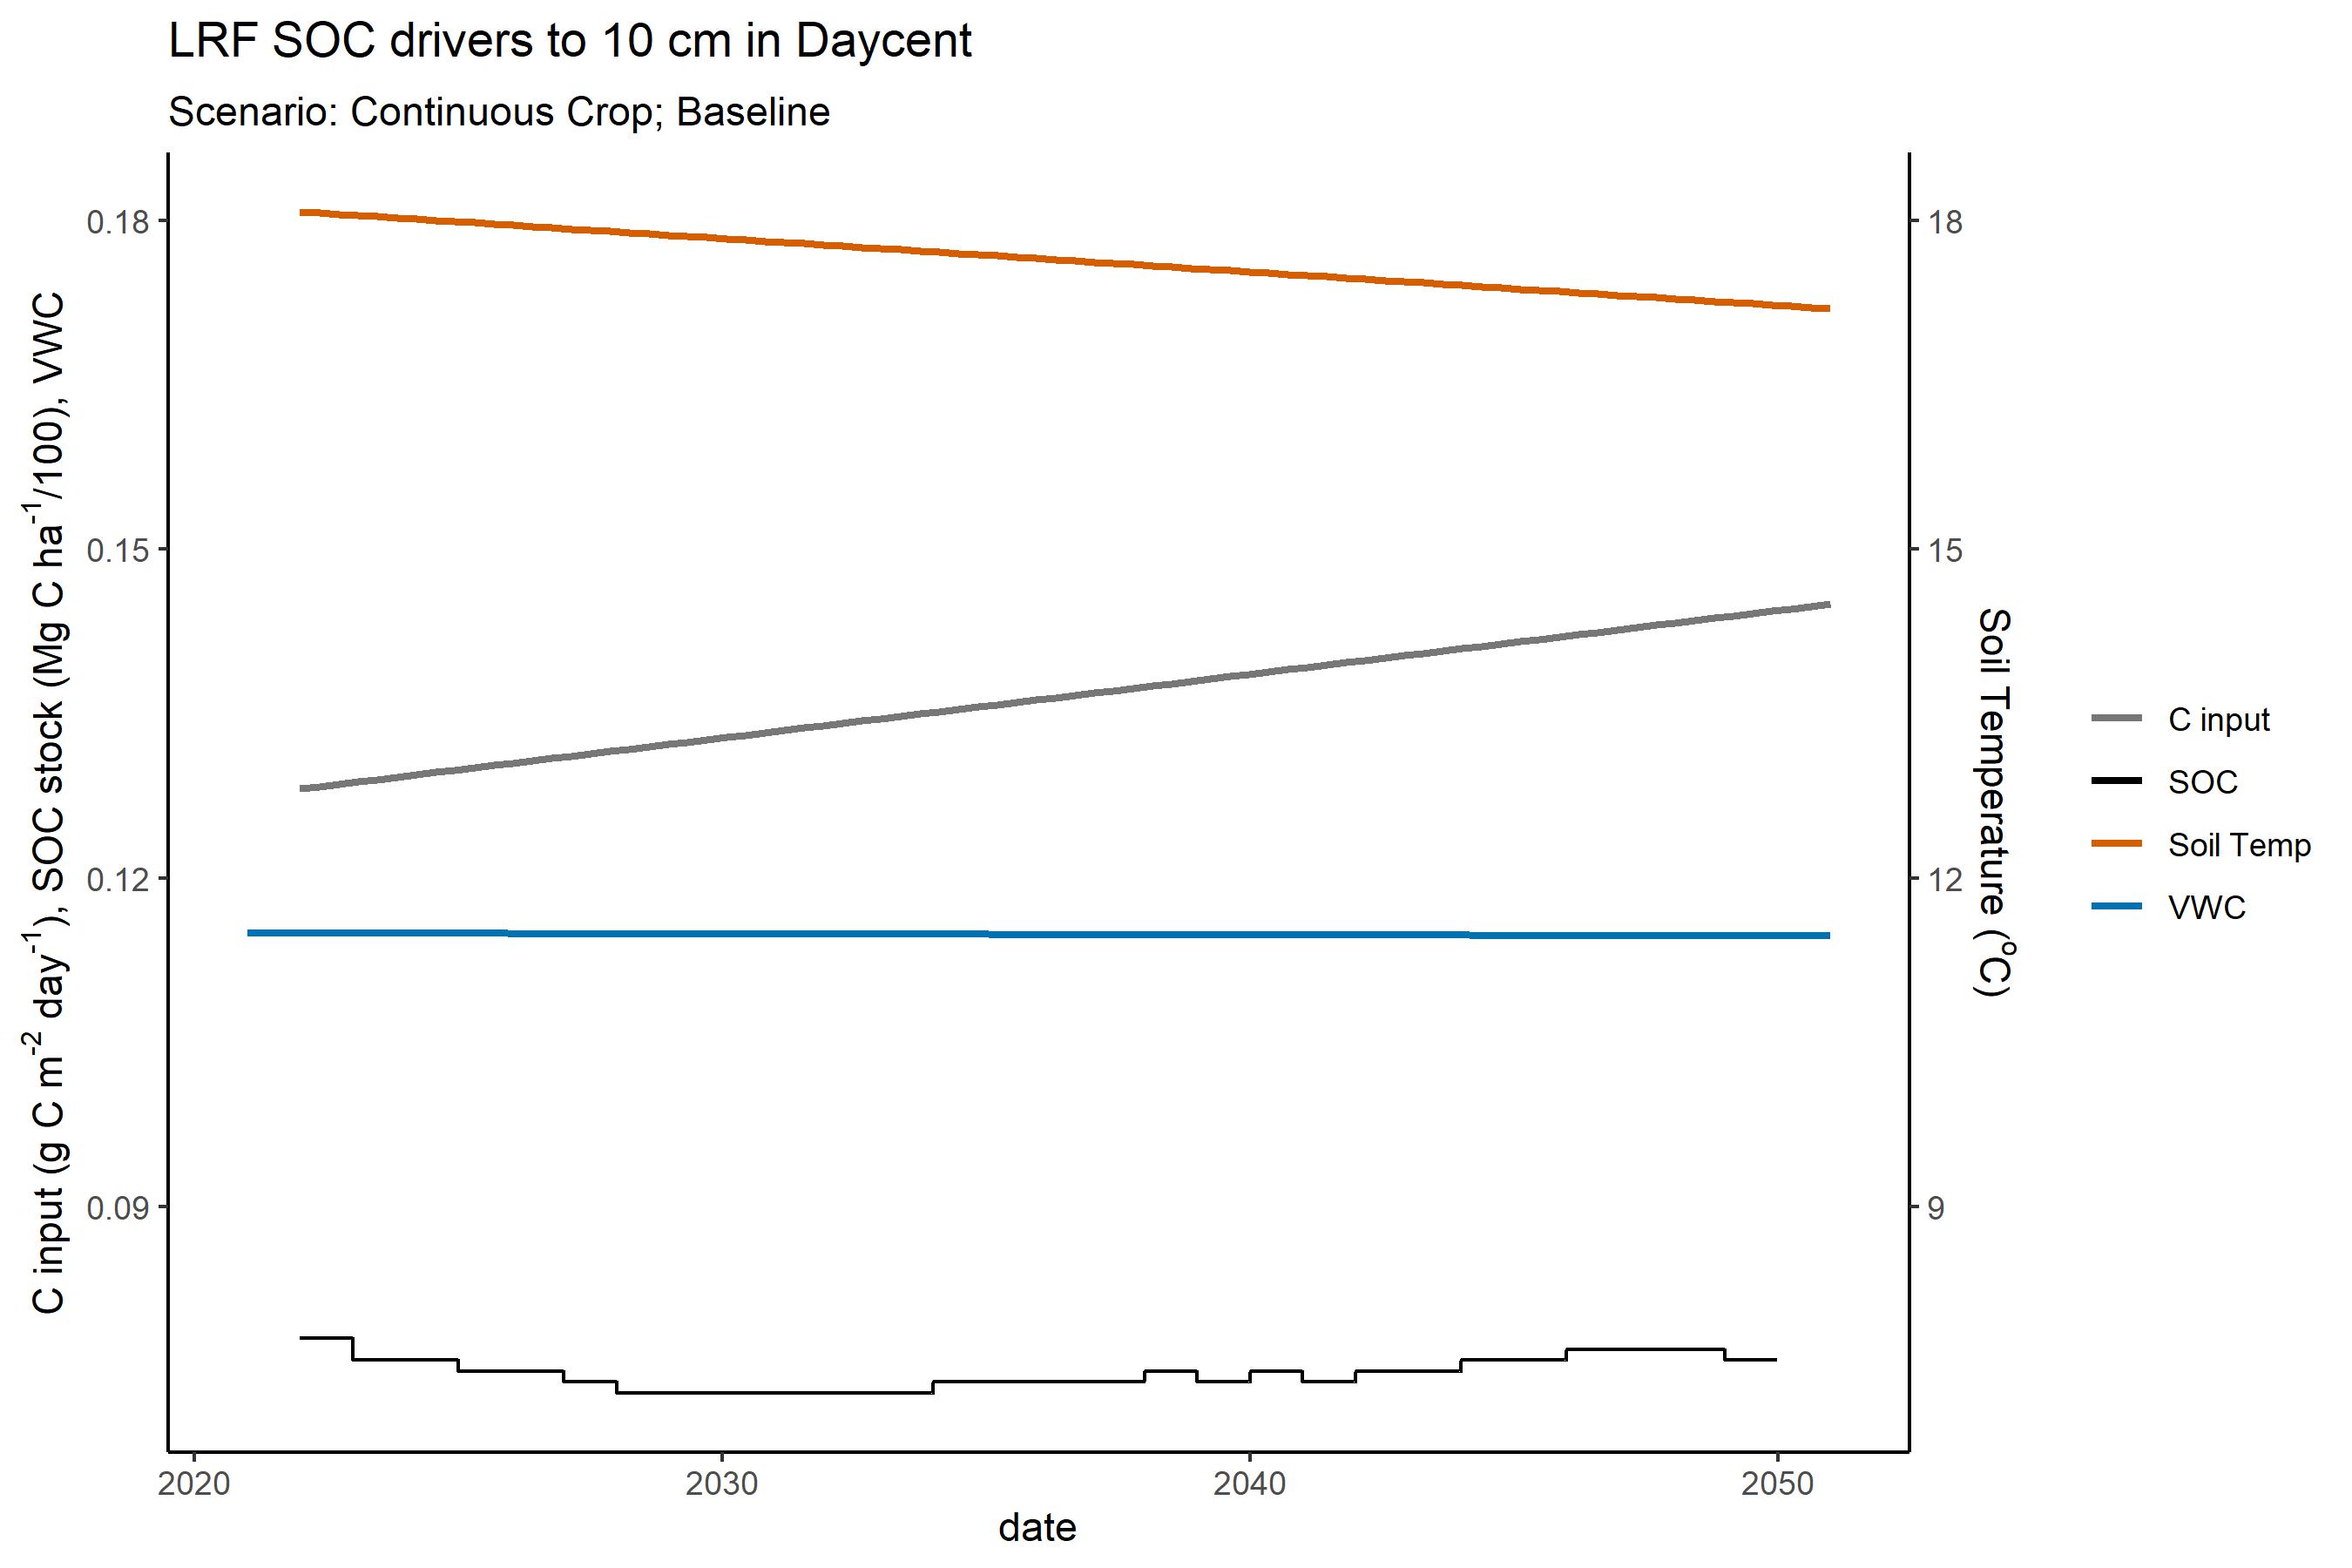 LRF SOC drivers to 10 cm in Daycent
Scenario: Continuous Crop; Baseline
C input (g C m⁻² day⁻¹), SOC stock (Mg C ha⁻¹/100), VWC
0.18
0.15
0.12
0.09
18
15
12
9
Soil Temperature (ºC)
2020
2030
2040
2050
date
C input
SOC
Soil Temp
VWC